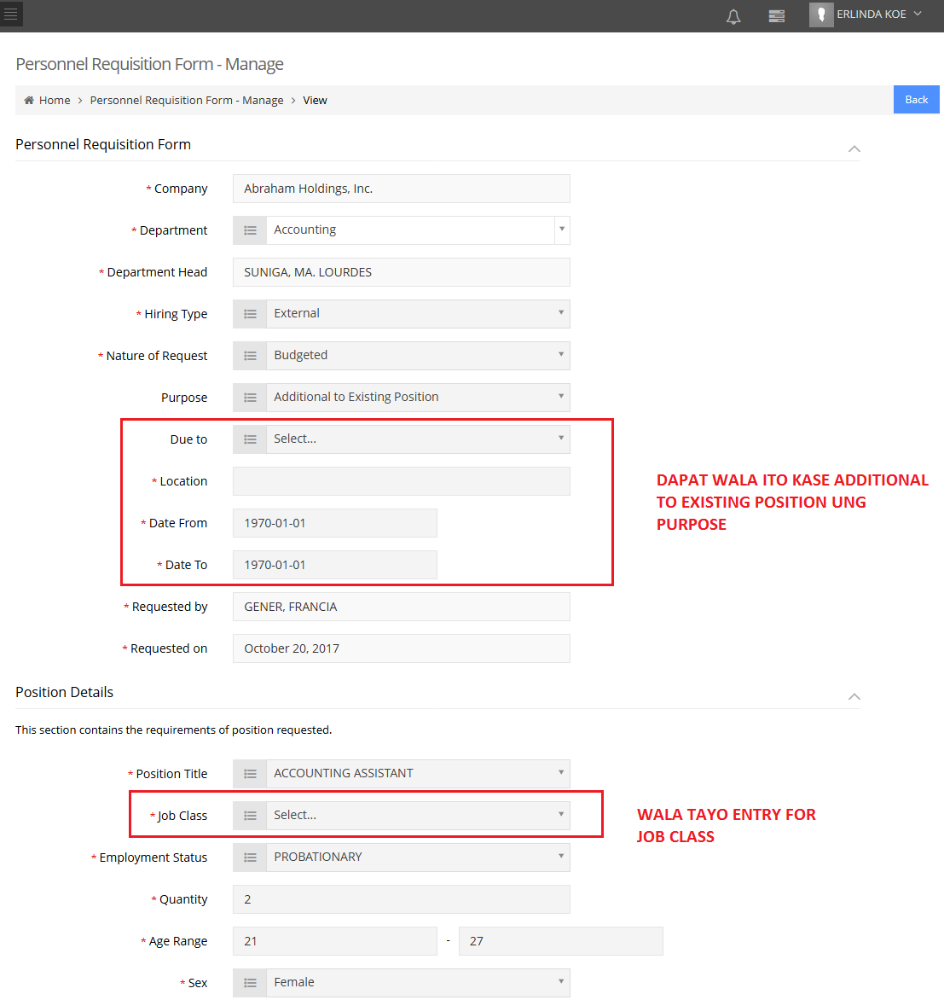 ERLINDA KOE
Personnel Requisition Form - Manage
Home > Personnel Requisition Form - Manage > View
Back
Personnel Requisition Form
* Company Abraham Holdings, Inc.
* Department Accounting
* Department Head SUNIGA, MA. LOURDES
* Hiring Type External
* Nature of Request Budgeted
Purpose Additional to Existing Position
Due to Select...
* Location
* Date From 1970-01-01
* Date To 1970-01-01
DAPAT WALA ITO KASE ADDITIONAL
TO EXISTING POSITION UNG
PURPOSE
* Requested by GENER, FRANCIA
* Requested on October 20, 2017
Position Details
This section contains the requirements of position requested.
* Position Title ACCOUNTING ASSISTANT
* Job Class Select...
WALA TAYO ENTRY FOR
JOB CLASS
* Employment Status PROBATIONARY
* Quantity 2
* Age Range 21 - 27
* Sex Female